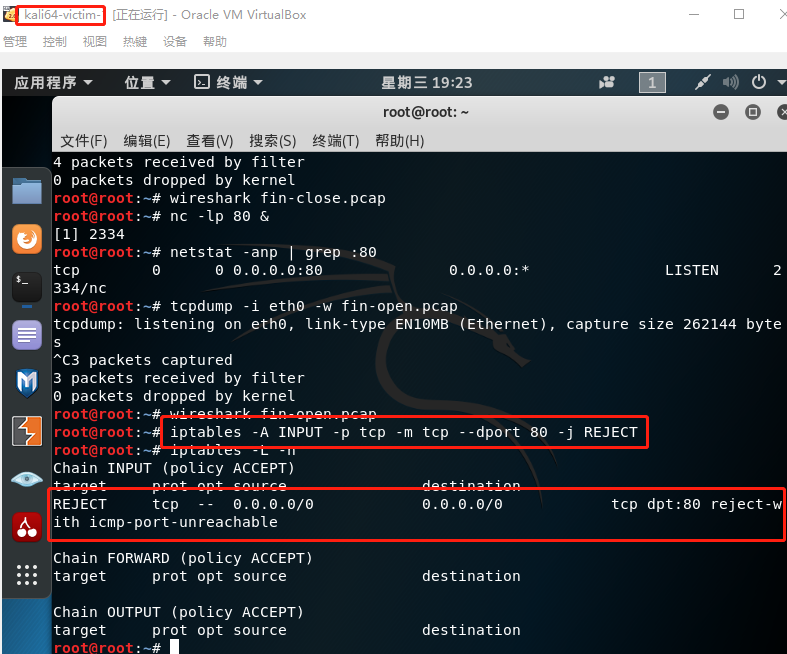 kali64-victim- [正在运行] - Oracle VM VirtualBox
管理 控制 视图 热键 设备 帮助
应用程序 位置 终端 星期三 19:23 1
root@root: ~
文件(F) 编辑(E) 查看(V) 搜索(S) 终端(T) 帮助(H)
4 packets received by filter
0 packets dropped by kernel
root@root:~# wireshark fin-close.pcap
root@root:~# nc -lp 80 &
[1] 2334
root@root:~# netstat -anp | grep :80
tcp 0 0 0.0.0.0:80 0.0.0.0:* LISTEN 2
334/nc
root@root:~# tcpdump -i eth0 -w fin-open.pcap
tcpdump: listening on eth0, link-type EN10MB (Ethernet), capture size 262144 byte
s
^C3 packets captured
3 packets received by filter
0 packets dropped by kernel
root@root:~# wireshark fin-open.pcap
root@root:~# iptables -A INPUT -p tcp -m tcp --dport 80 -j REJECT
root@root:~# iptables -L -n
Chain INPUT (policy ACCEPT)
target prot opt source destination
REJECT tcp -- 0.0.0.0/0 0.0.0.0/0 tcp dpt:80 reject-w
ith icmp-port-unreachable
Chain FORWARD (policy ACCEPT)
target prot opt source destination
Chain OUTPUT (policy ACCEPT)
target prot opt source destination
root@root:~#